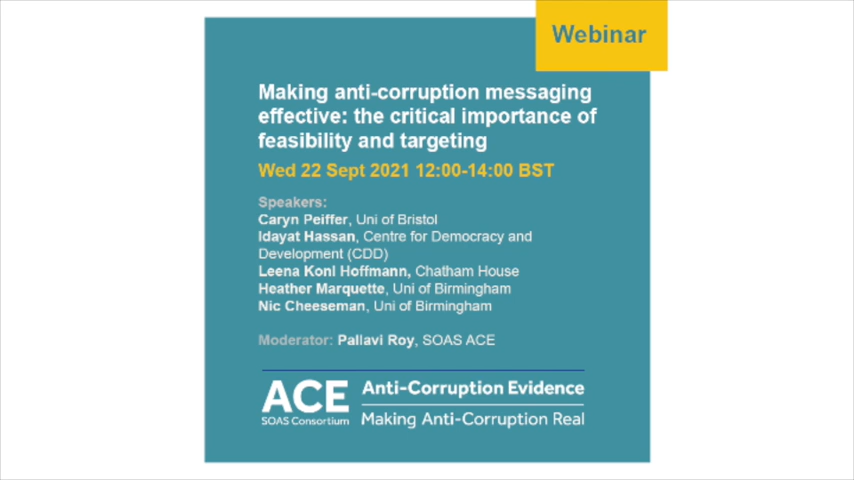 Webinar
Making anti-corruption messaging
effective: the critical importance of
feasibility and targeting
Wed 22 Sept 2021 12:00-14:00 BST
Speakers:
Caryn Peiffer, Uni of Bristol
Idayat Hassan, Centre for Democracy and
Development (CDD)
Leena Koni Hoffmann, Chatham House
Heather Marquette, Uni of Birmingham
Nic Cheeseman, Uni of Birmingham
Moderator: Pallavi Roy, SOAS ACE
ACE
SOAS Consortium
Anti-Corruption Evidence
Making Anti-Corruption Real